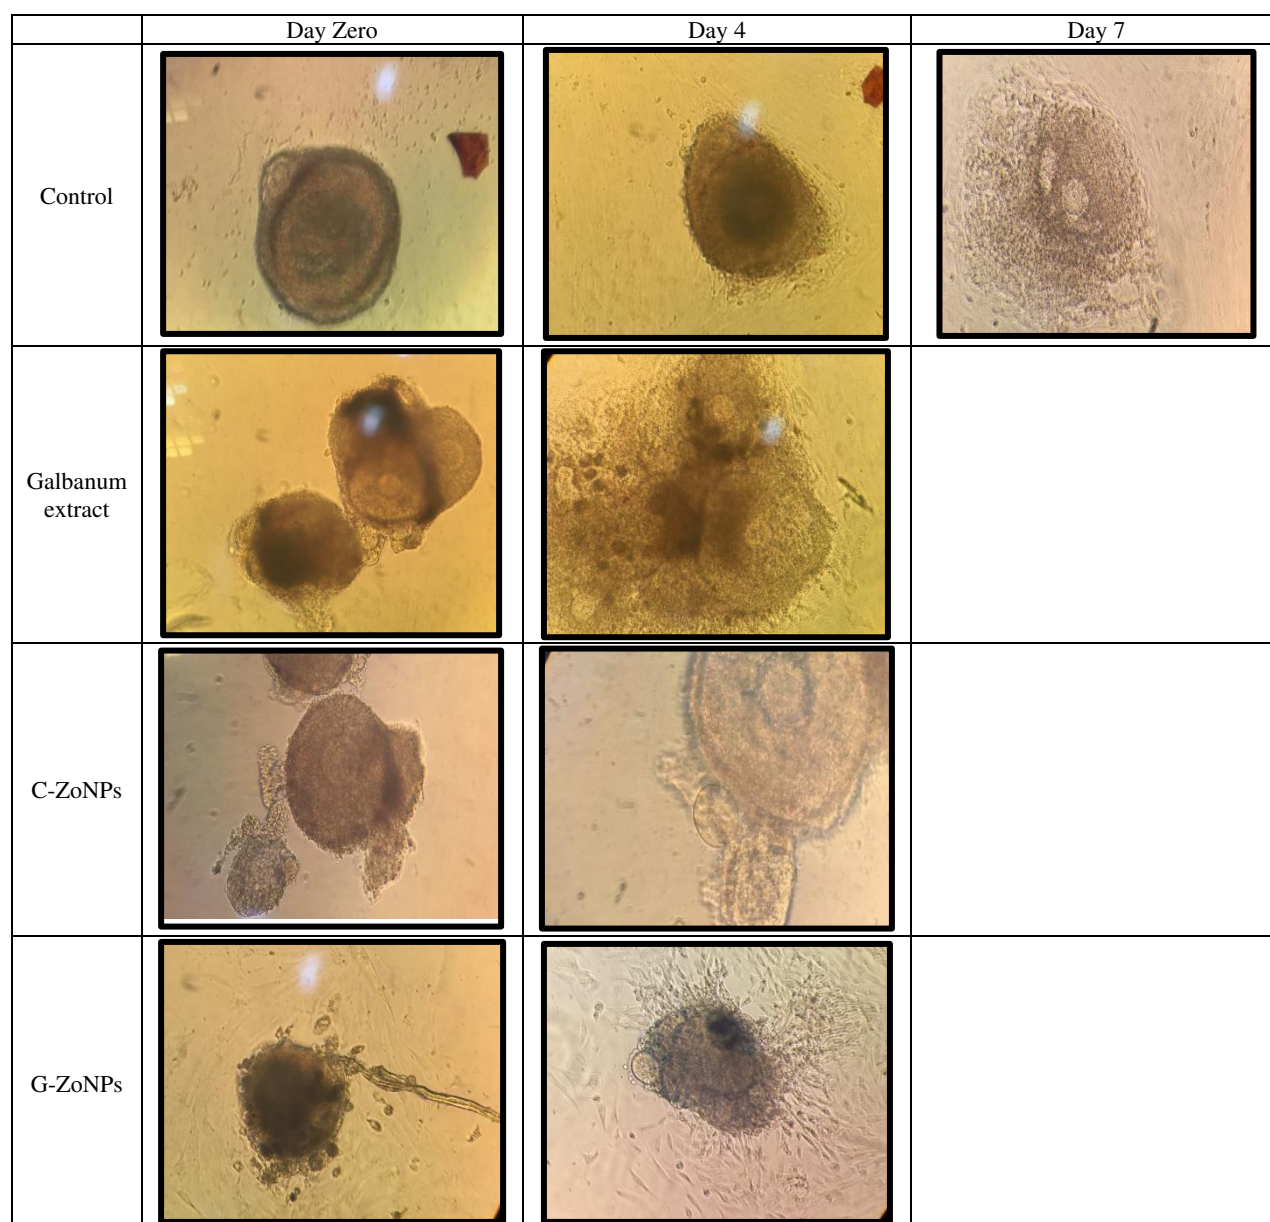 Day Zero Day 4 Day 7
Control
Galbanum
extract
C-ZoNPs
G-ZoNPs